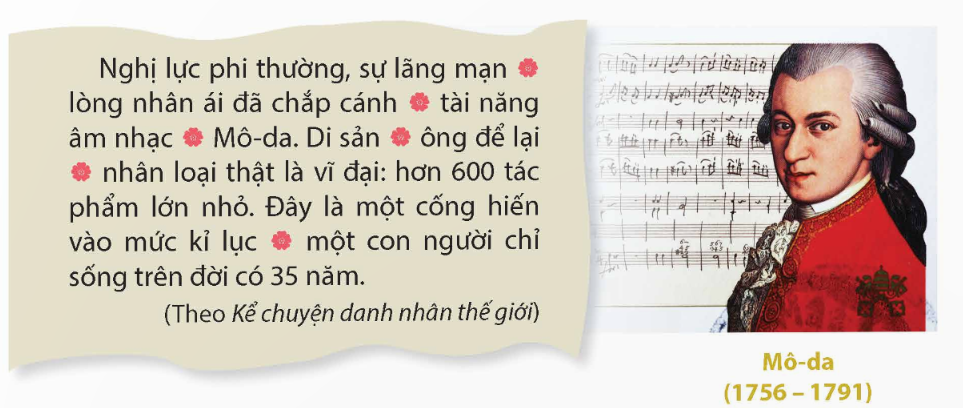 Nghị lực phi thường, sự lãng mạn
lòng nhân ái đã chắp cánh tài năng
âm nhạc Mô-da. Di sản ông để lại
nhân loại thật là vĩ đại: hơn 600 tác
phẩm lớn nhỏ. Đây là một cống hiến
vào mức kỉ lục một con người chỉ
sống trên đời có 35 năm.
(Theo Kể chuyện danh nhân thế giới)
Mô-da
(1756 – 1791)